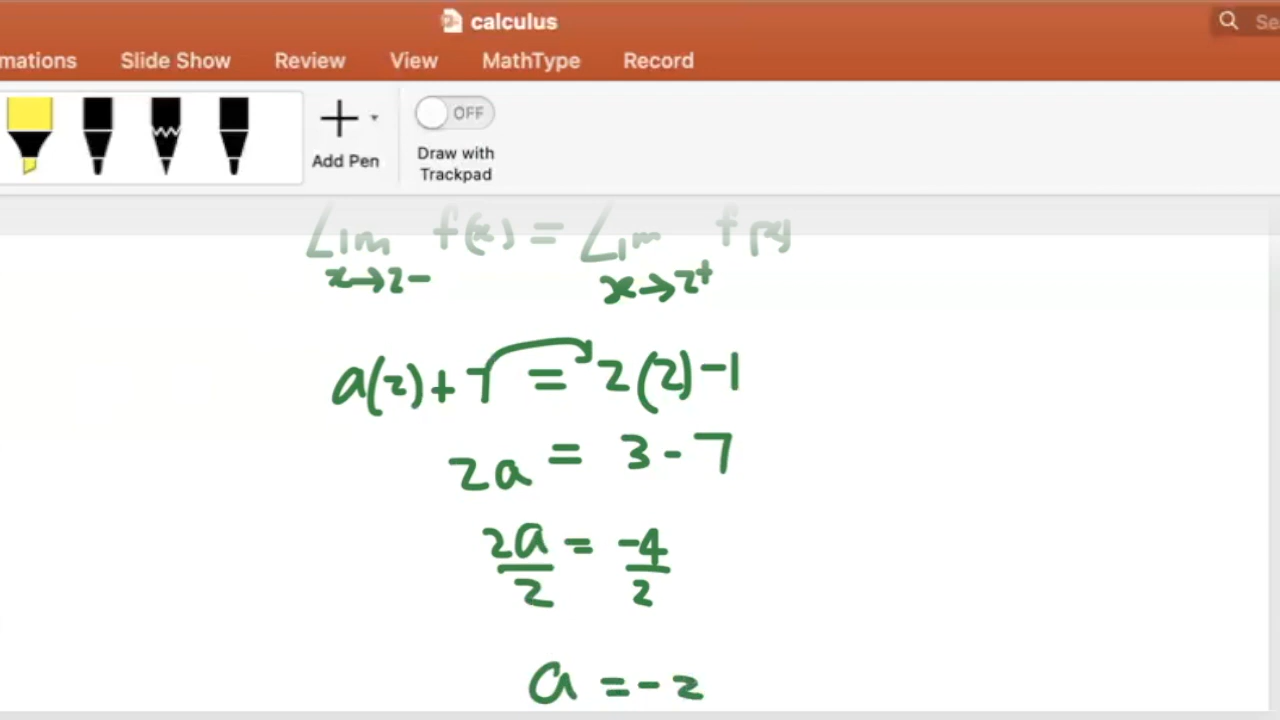 calculus
Se
mations Slide Show Review View MathType Record
OFF
Add Pen
Draw with
Trackpad
Lim f(x) = Lim f(x)
x→2- x→2+
a(2)+7 = 2(2)-1
2a = 3-7
2a/2 = -4/2
a = -2